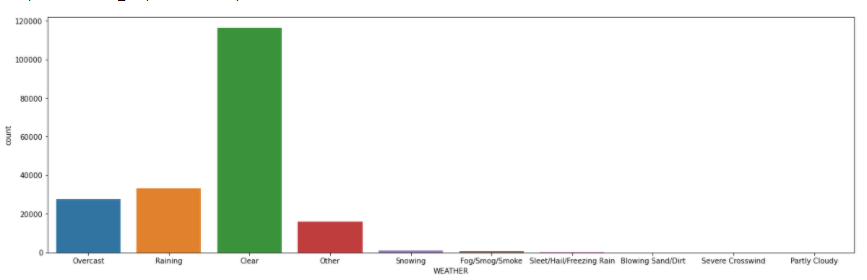 120000
100000
80000
60000
40000
20000
0
count
Overcast Raining Clear Other Snowing Fog/Smog/Smoke Sleet/Hail/Freezing Rain Blowing Sand/Dirt Severe Crosswind Partly Cloudy
WEATHER